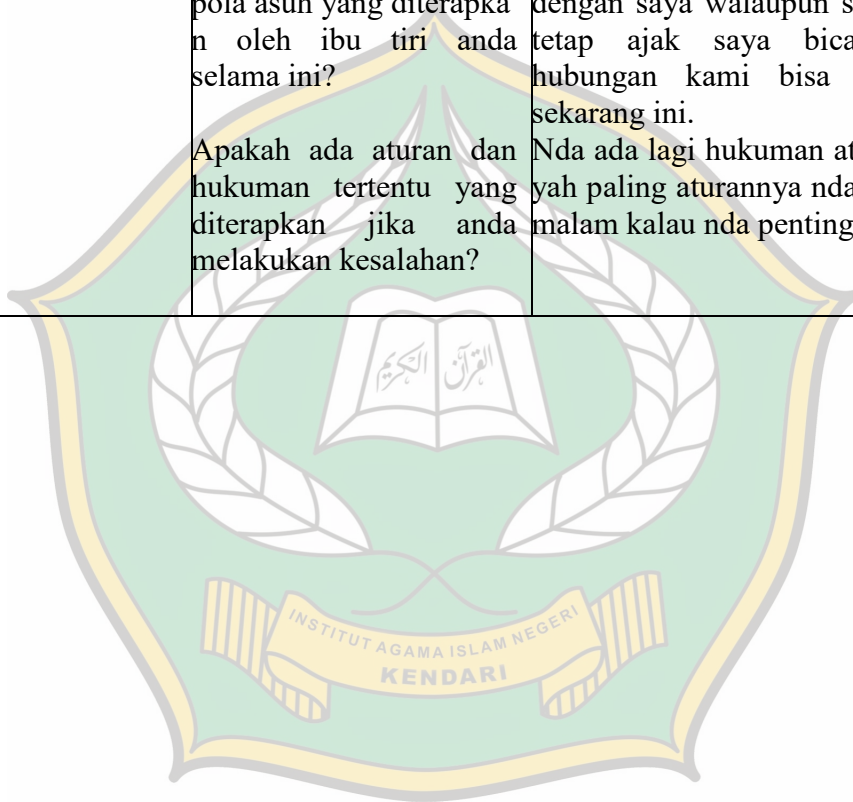 pola asuh yang diterapka
n oleh ibu tiri anda
selama ini?
Apakah ada aturan dan
hukuman tertentu yang
diterapkan jika anda
melakukan kesalahan?
dengan saya walaupun
tetap ajak saya
hubungan kami bisa
sekarang ini.
Nda ada lagi hukuman
yah paling aturannya nda
malam kalau nda penting
القرآن الكريم
INSTITUT AGAMA ISLAM NEGERI
KENDARI